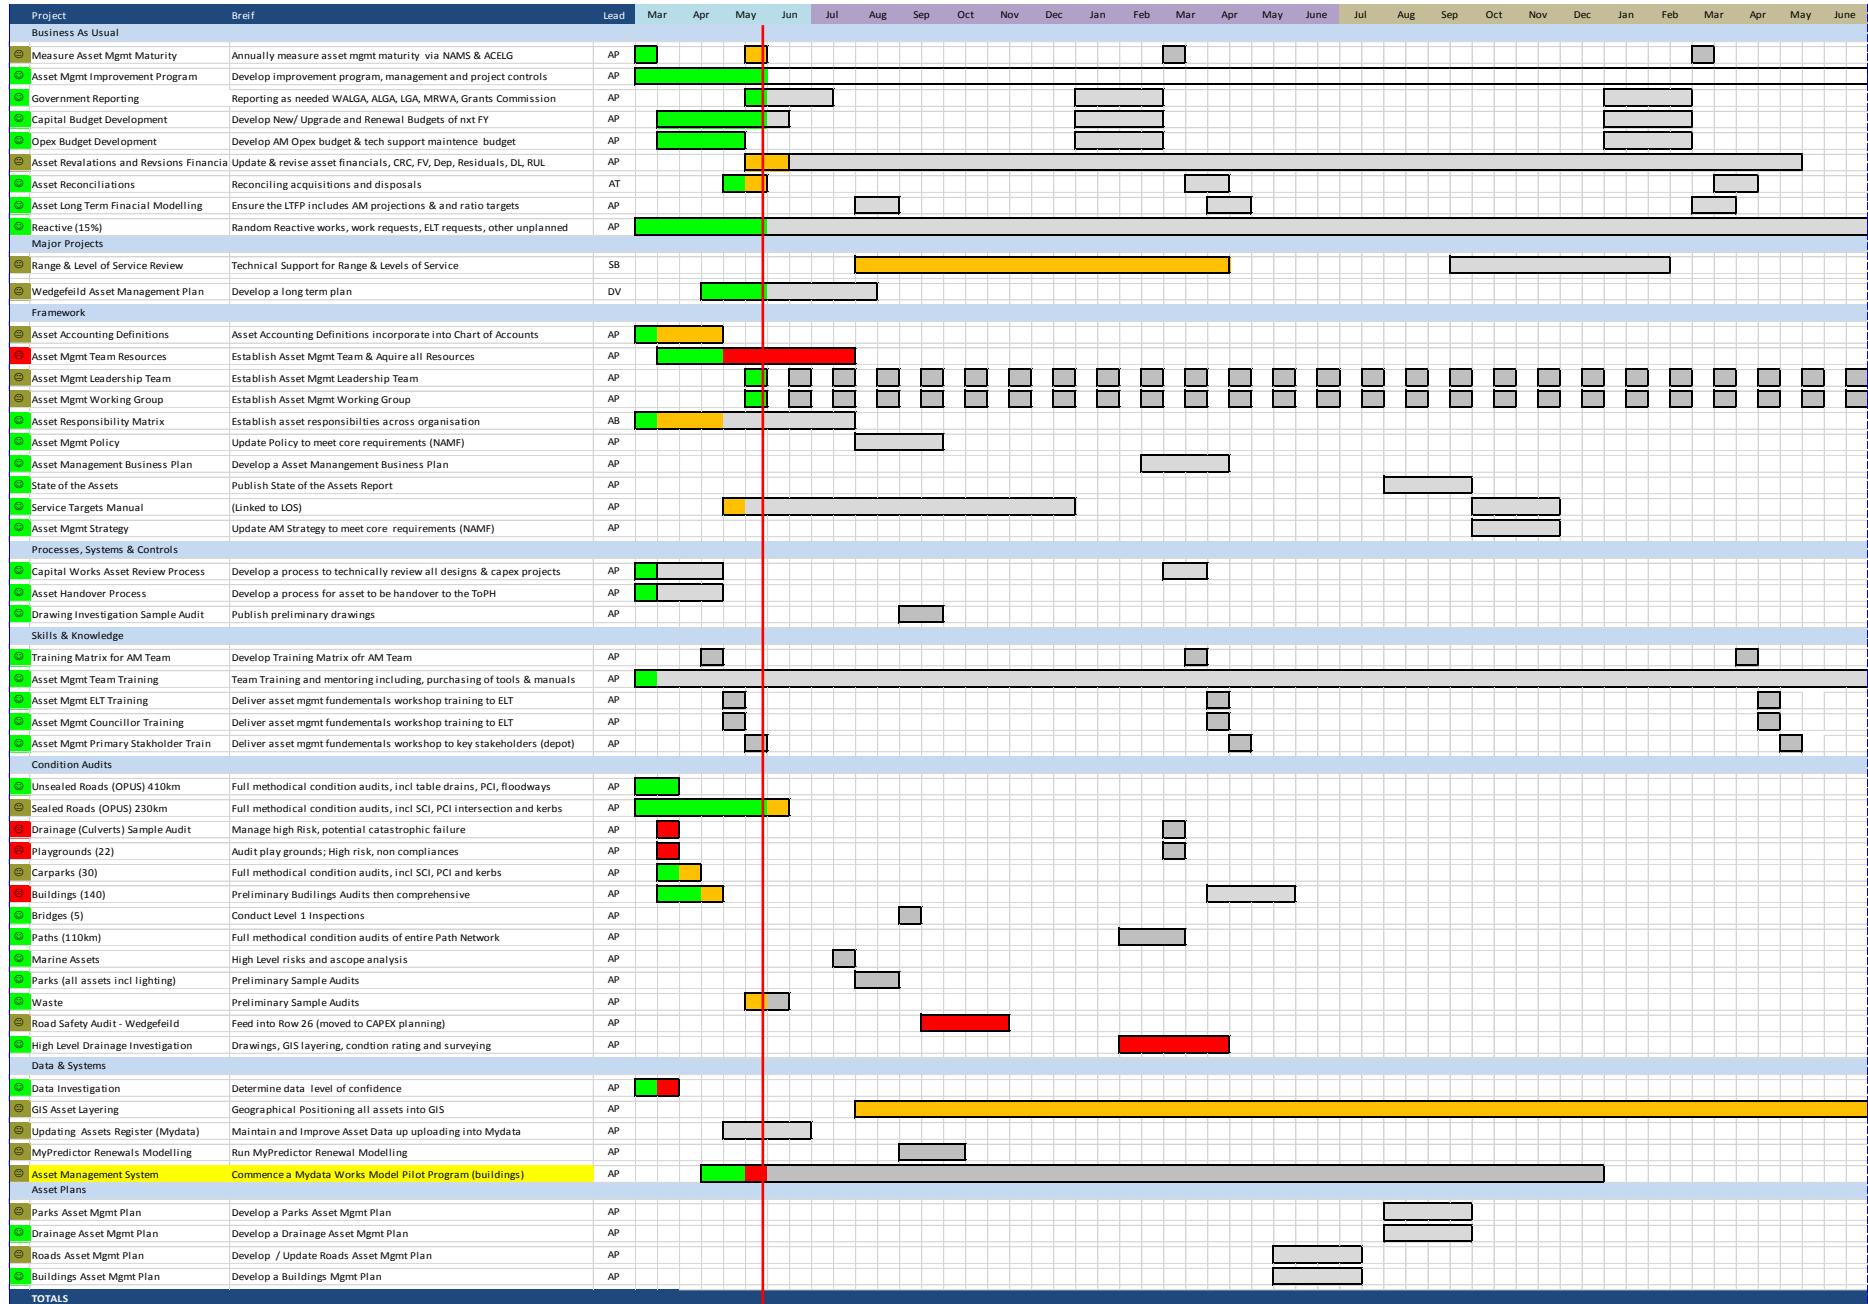 Project Breif Lead Mar Apr May Jun Jul Aug Sep Oct Nov Dec Jan Feb Mar Apr May June Jul Aug Sep Oct Nov Dec Jan Feb Mar Apr May June
Business As Usual
Measure Asset Mgmt Maturity Annually measure asset mgmt maturity via NAMS & ACELG AP
Asset Mgmt Improvement Program Develop improvement program, management and project controls AP
Government Reporting Reporting as needed WALGA, ALGA, LGA, MRWA, Grants Commission AP
Capital Budget Development Develop New/ Upgrade and Renewal Budgets of nxt FY AP
Opex Budget Development Develop AM Opex budget & tech support maintence budget AP
Asset Revalations and Revsions Financia Update & revise asset financials, CRC, FV, Dep, Residuals, DL, RUL AP
Asset Reconciliations Reconciling acquisitions and disposals AT
Asset Long Term Finacial Modelling Ensure the LTFP includes AM projections & and ratio targets AP
Reactive (15%) Random Reactive works, work requests, ELT requests, other unplanned AP
Major Projects
Range & Level of Service Review Technical Support for Range & Levels of Service SB
Wedgefeild Asset Management Plan Develop a long term plan DV
Framework
Asset Accounting Definitions Asset Accounting Definitions incorporate into Chart of Accounts AP
Asset Mgmt Team Resources Establish Asset Mgmt Team & Aquire all Resources AP
Asset Mgmt Leadership Team Establish Asset Mgmt Leadership Team AP
Asset Mgmt Working Group Establish Asset Mgmt Working Group AP
Asset Responsibility Matrix Establish asset responsibilties across organisation AB
Asset Mgmt Policy Update Policy to meet core requirements (NAMF) AP
Asset Management Business Plan Develop a Asset Manangement Business Plan AP
State of the Assets Publish State of the Assets Report AP
Service Targets Manual (Linked to LOS) AP
Asset Mgmt Strategy Update AM Strategy to meet core requirements (NAMF) AP
Processes, Systems & Controls
Capital Works Asset Review Process Develop a process to technically review all designs & capex projects AP
Asset Handover Process Develop a process for asset to be handover to the ToPH AP
Drawing Investigation Sample Audit Publish preliminary drawings AP
Skills & Knowledge
Training Matrix for AM Team Develop Training Matrix ofr AM Team AP
Asset Mgmt Team Training Team Training and mentoring including, purchasing of tools & manuals AP
Asset Mgmt ELT Training Deliver asset mgmt fundementals workshop training to ELT AP
Asset Mgmt Councillor Training Deliver asset mgmt fundementals workshop training to ELT AP
Asset Mgmt Primary Stakholder Train Deliver asset mgmt fundementals workshop to key stakeholders (depot) AP
Condition Audits
Unsealed Roads (OPUS) 410km Full methodical condition audits, incl table drains, PCI, floodways AP
Sealed Roads (OPUS) 230km Full methodical condition audits, incl SCI, PCI intersection and kerbs AP
Drainage (Culverts) Sample Audit Manage high Risk, potential catastrophic failure AP
Playgrounds (22) Audit play grounds; High risk, non compliances AP
Carparks (30) Full methodical condition audits, incl SCI, PCI and kerbs AP
Buildings (140) Preliminary Budilings Audits then comprehensive AP
Bridges (5) Conduct Level 1 Inspections AP
Paths (110km) Full methodical condition audits of entire Path Network AP
Marine Assets High Level risks and ascope analysis AP
Parks (all assets incl lighting) Preliminary Sample Audits AP
Waste Preliminary Sample Audits AP
Road Safety Audit - Wedgefeild Feed into Row 26 (moved to CAPEX planning) AP
High Level Drainage Investigation Drawings, GIS layering, condtion rating and surveying AP
Data & Systems
Data Investigation Determine data level of confidence AP
GIS Asset Layering Geographical Positioning all assets into GIS AP
Updating Assets Register (Mydata) Maintain and Improve Asset Data up uploading into Mydata AP
MyPredictor Renewals Modelling Run MyPredictor Renewal Modelling AP
Asset Management System Commence a Mydata Works Model Pilot Program (buildings) AP
Asset Plans
Parks Asset Mgmt Plan Develop a Parks Asset Mgmt Plan AP
Drainage Asset Mgmt Plan Develop a Drainage Asset Mgmt Plan AP
Roads Asset Mgmt Plan Develop / Update Roads Asset Mgmt Plan AP
Buildings Asset Mgmt Plan Develop a Buildings Mgmt Plan AP
TOTALS